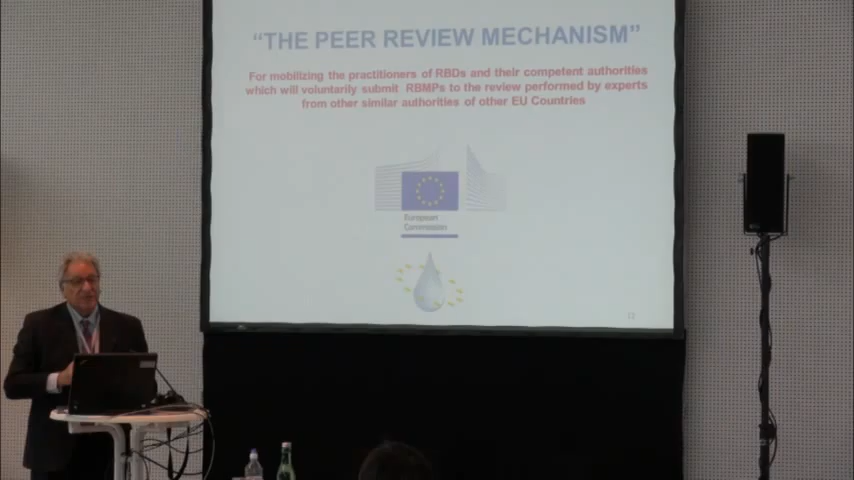 “THE PEER REVIEW MECHANISM”
For mobilizing the practitioners of RBDs and their competent authorities
which will voluntarily submit RBMPs to the review performed by experts
from other similar authorities of other EU Countries
European
Commission